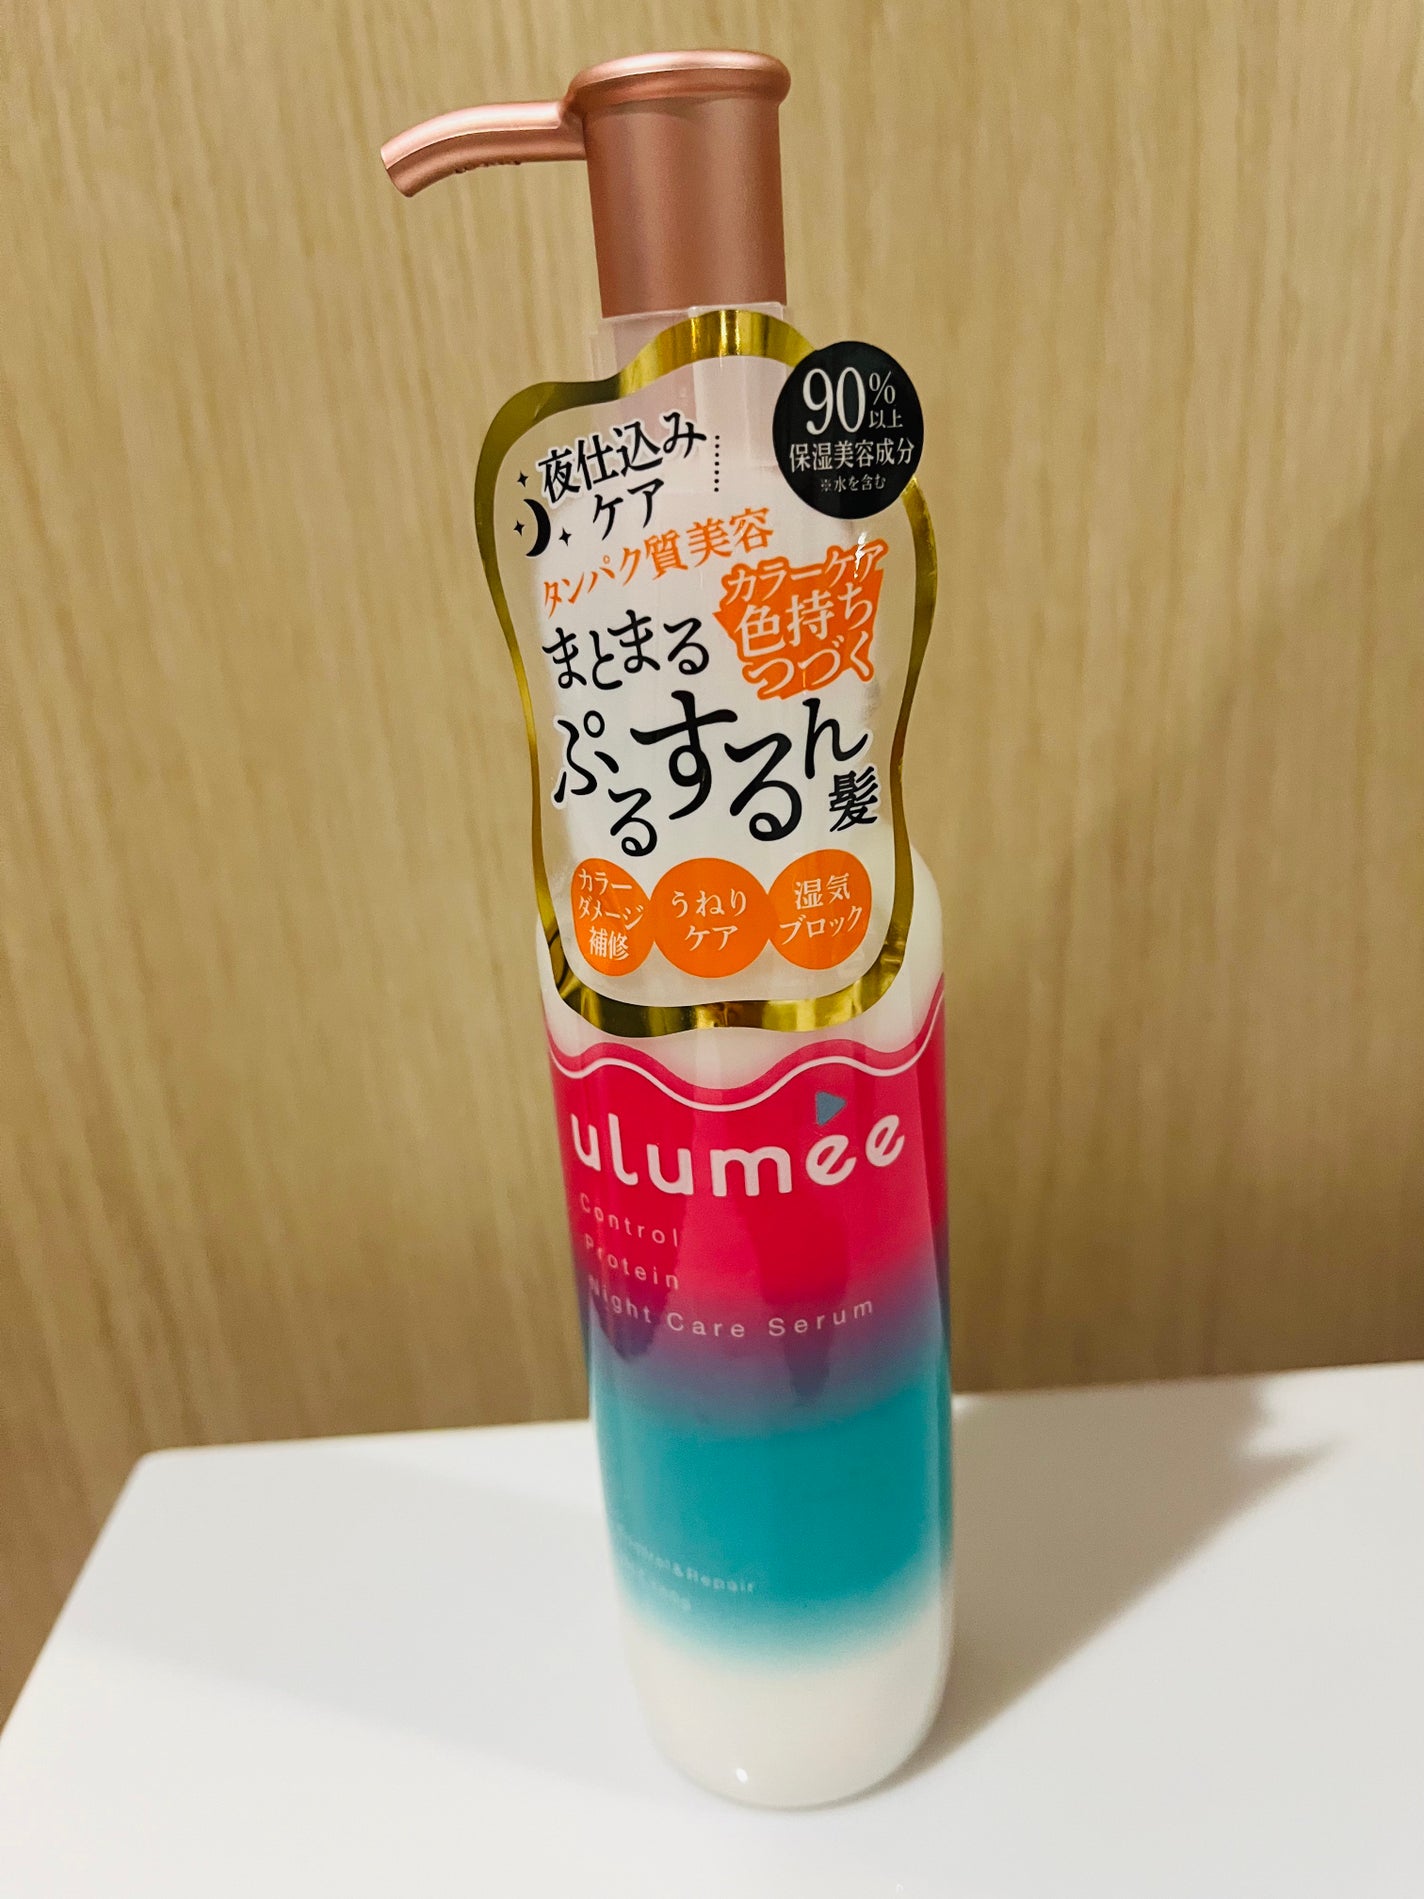 90%
以上
保湿美容成分
※水を含む
夜仕込み
ケア
タンパク質美容
カラーケア
色持ち
つづく
まとまる
ぷるするん髪
カラー
ダメージ
補修
うねり
ケア
湿気
ブロック
ulumée
Control
Protein
Night Care Serum
Control&Repair